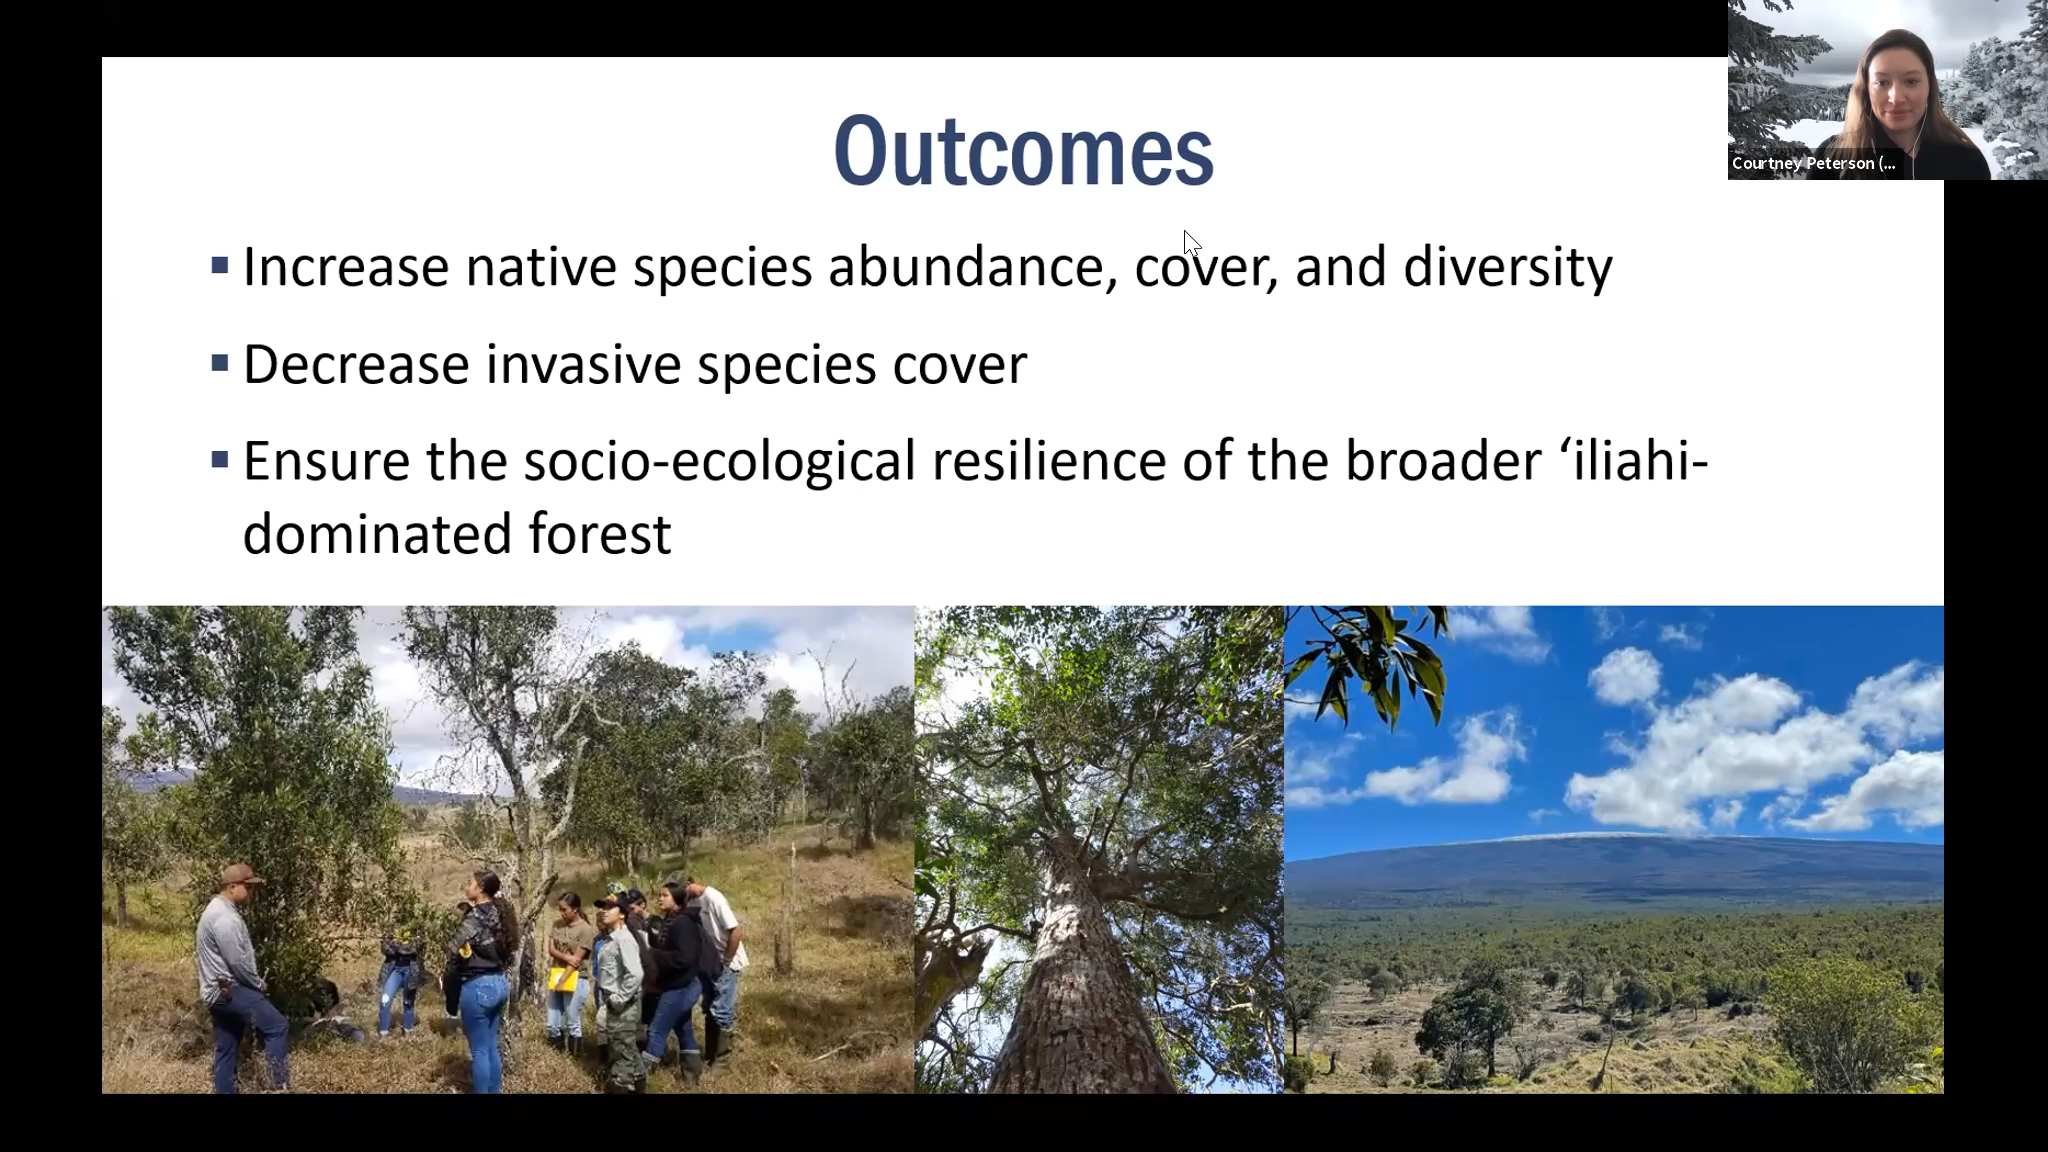 Outcomes
Courtney Peterson (...
▪ Increase native species abundance, cover, and diversity
▪ Decrease invasive species cover
▪ Ensure the socio-ecological resilience of the broader ‘iliahi-
dominated forest